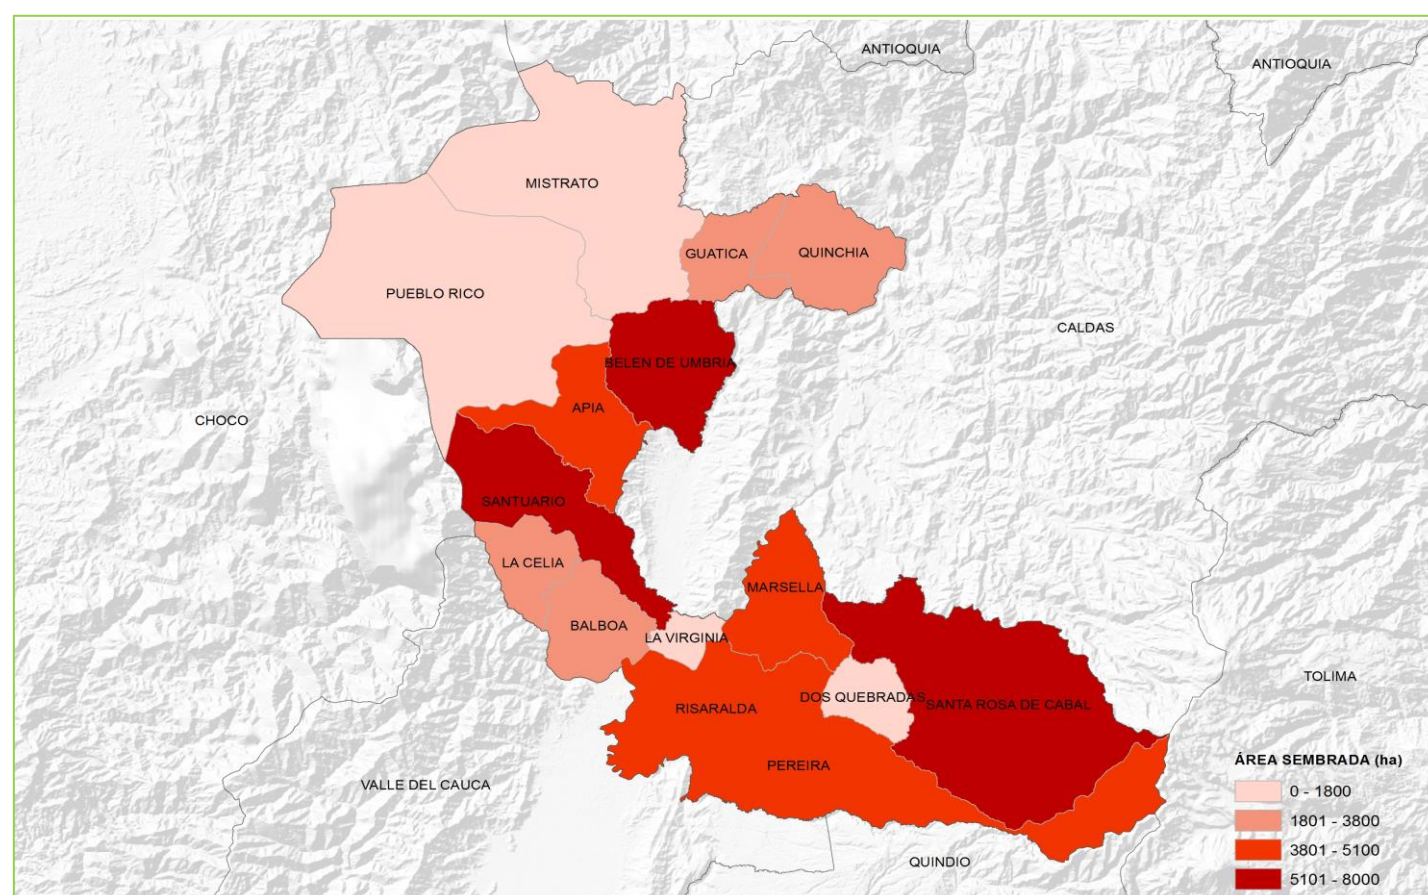 ANTIOQUIA
ANTIOQUIA
MISTRATO
GUATICA
QUINCHIA
PUEBLO RICO
CALDAS
BELEN DE UMBRIA
APIA
CHOCO
SANTUARIO
LA CELIA
MARSELLA
BALBOA
LA VIRGINIA
TOLIMA
DOS QUEBRADAS
SANTA ROSA DE CABAL
RISARALDA
PEREIRA
VALLE DEL CAUCA
QUINDIO
ÁREA SEMBRADA (ha)
0 - 1800
1801 - 3800
3801 - 5100
5101 - 8000